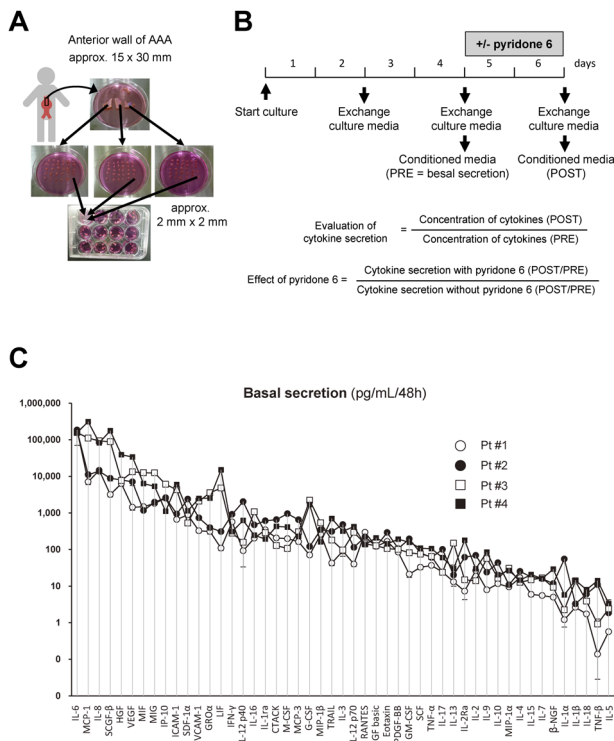 A
Anterior wall of AAA
approx. 15 x 30 mm
approx.
2 mm x 2 mm
B
+/- pyridone 6
1 2 3 4 5 6 days
Start culture
Exchange culture media
Exchange culture media
Exchange culture media
Conditioned media
(PRE = besal secretion)
Conditioned media
(POST)
Evaluation of
cytokine secretion
=
Concentration of cytokines (POST)
Concentration of cytokines (PRE)
Effect of pyridone 6 =
Cytokine secretion with pyridone 6 (POST/PRE)
Cytokine secretion without pyridone 6 (POST/PRE)
C
Basal secretion (pg/mL/48h)
1,000,000
100,000
10,000
1,000
100
10
1
0
0
Pt #1
Pt #2
Pt #3
Pt #4
IL-6
MCP-1
IL-8
SCGF-β
HGF
VEGF
MIF
MIG
IP-10
ICAM-1
SDF-1α
VCAM-1
GROα
LIF
IFN-γ
IL-12 p40
IL-16
IL-1ra
CTACK
M-CSF
MCP-3
G-CSF
MIP-1β
TRAIL
IL-3
IL-12 p70
RANTES
GF basic
Eotaxin
PDGF-BB
GM-CSF
SCF
TNF-α
IL-17
IL-13
IL-2Ra
IL-2
IL-9
IL-10
MIP-1α
IL-4
IL-15
IL-7
β-NGF
IL-1α
IL-1β
IL-18
TNF-β
IL-5